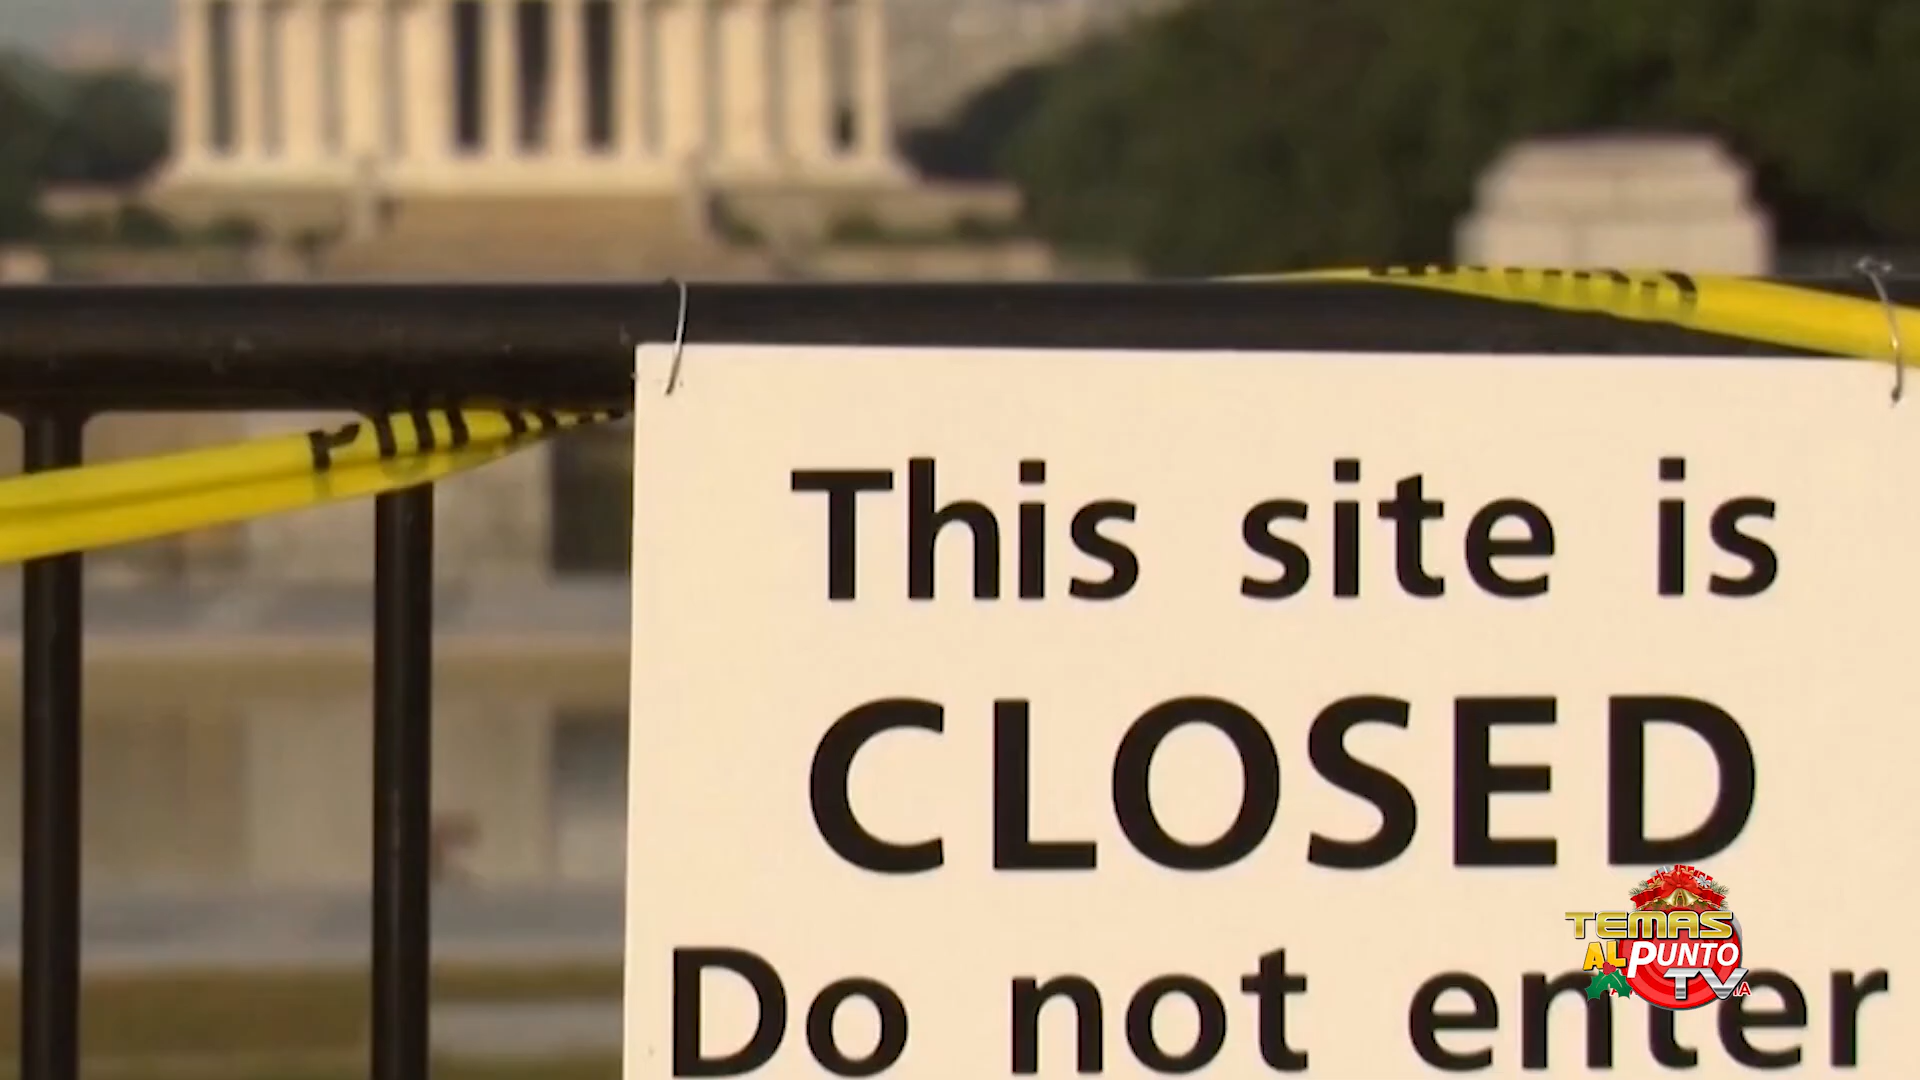 This site is
CLOSED
Do not enter
TEMAS
AL PUNTO
TV